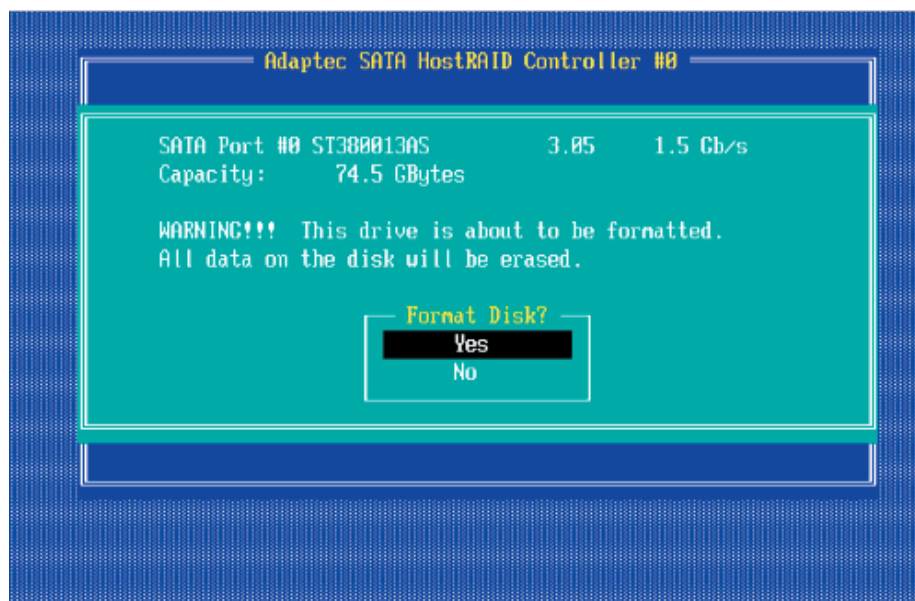 Adaptec SATA HostRAID Controller #0
SATA Port #0 ST380013AS 3.05 1.5 Gb/s
Capacity: 74.5 GBytes
WARNING!!! This drive is about to be formatted.
All data on the disk will be erased.
Format Disk?
Yes
No